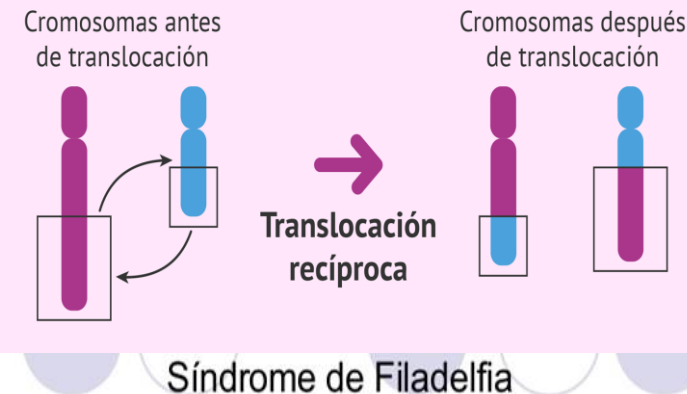 Cromosomas antes
de translocación
Cromosomas después
de translocación
Translocación
recíproca
Síndrome de Filadelfia